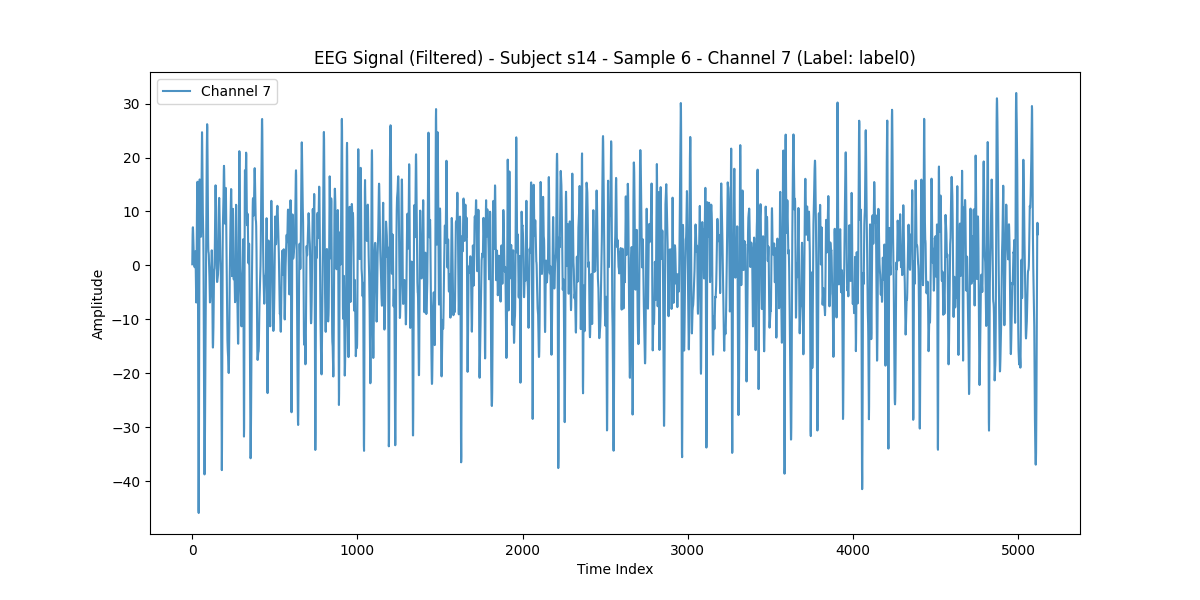 EEG Signal (Filtered) - Subject s14 - Sample 6 - Channel 7 (Label: label0)
Channel 7
30
20
10
0
−10
−20
−30
−40
Amplitude
0 1000 2000 3000 4000 5000
Time Index